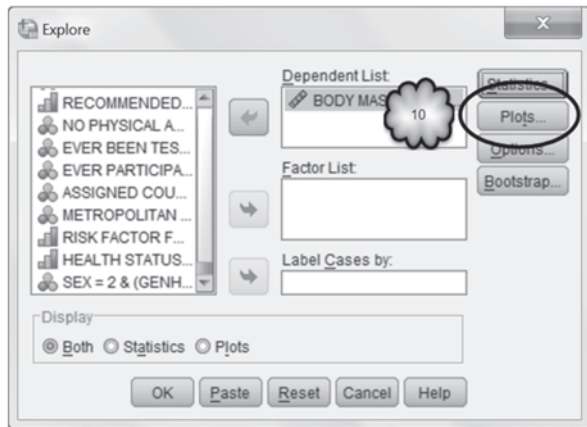 Explore
Dependent List:
RECOMMENDED...
NO PHYSICAL A...
EVER BEEN TES...
EVER PARTICIPA...
ASSIGNED COU...
METROPOLITAN ...
RISK FACTOR F...
HEALTH STATUS...
SEX = 2 & (GENH...
BODY MAS
10
Factor List:
Label Cases by:
Statistics...
Plots...
Options...
Bootstrap...
Display
Both Statistics Plots
OK Paste Reset Cancel Help